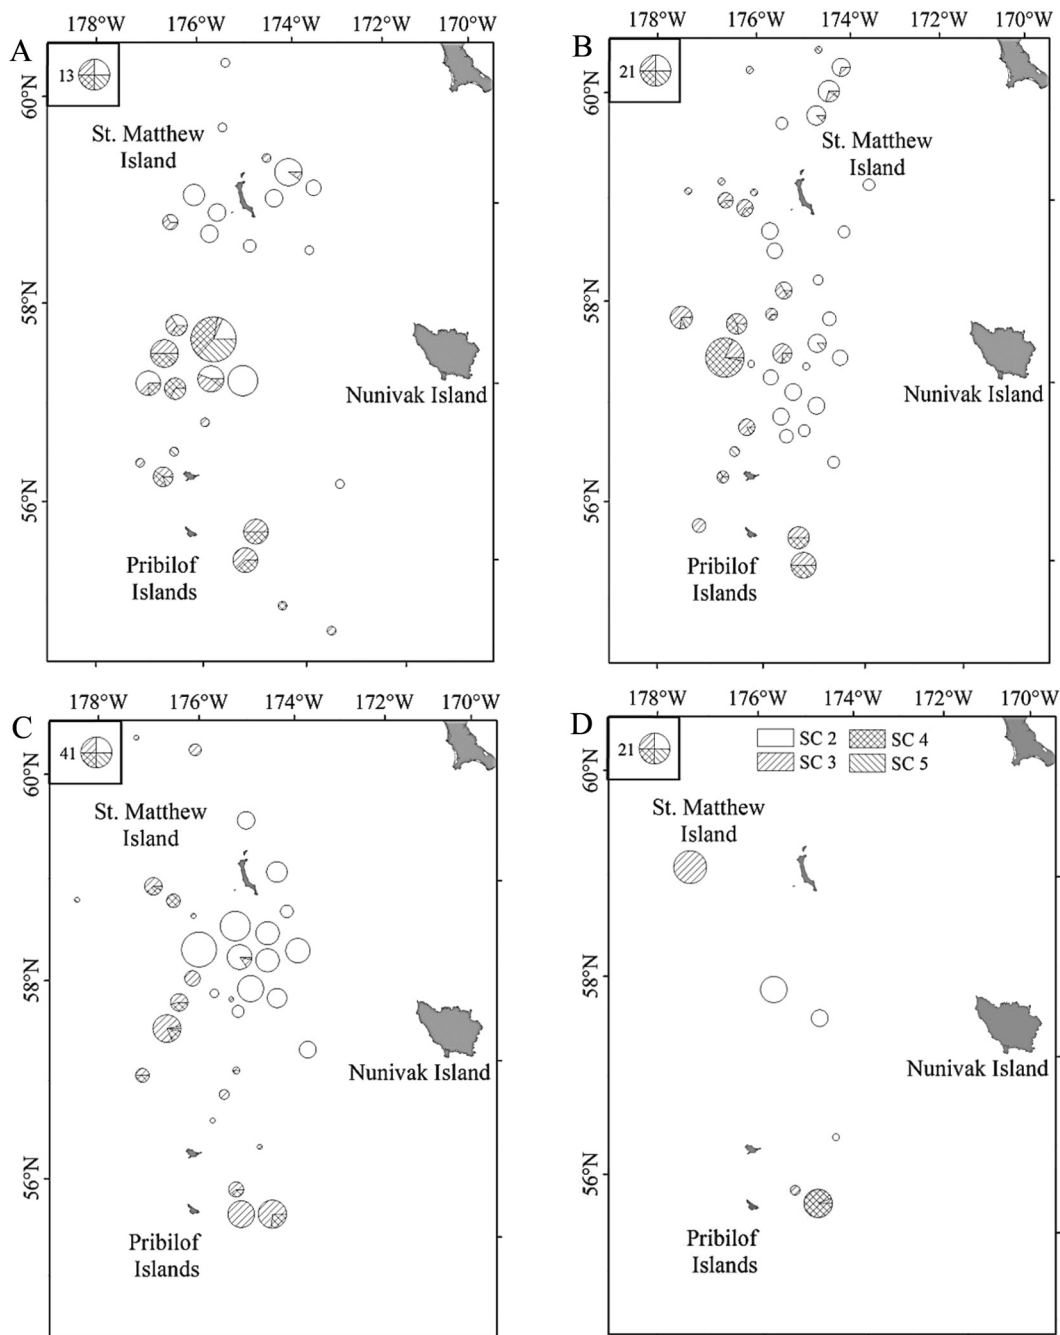 178°W 176°W 174°W 172°W 170°W
A
13
60°N
58°N
56°N
St. Matthew
Island
Nunivak Island
Pribilof
Islands
178°W 176°W 174°W 172°W 170°W
B
21
60°N
58°N
56°N
St. Matthew
Island
Nunivak Island
Pribilof
Islands
178°W 176°W 174°W 172°W 170°W
C
41
60°N
58°N
56°N
St. Matthew
Island
Nunivak Island
Pribilof
Islands
178°W 176°W 174°W 172°W 170°W
D
21
SC 2 SC 4
SC 3 SC 5
60°N
58°N
56°N
St. Matthew
Island
Nunivak Island
Pribilof
Islands